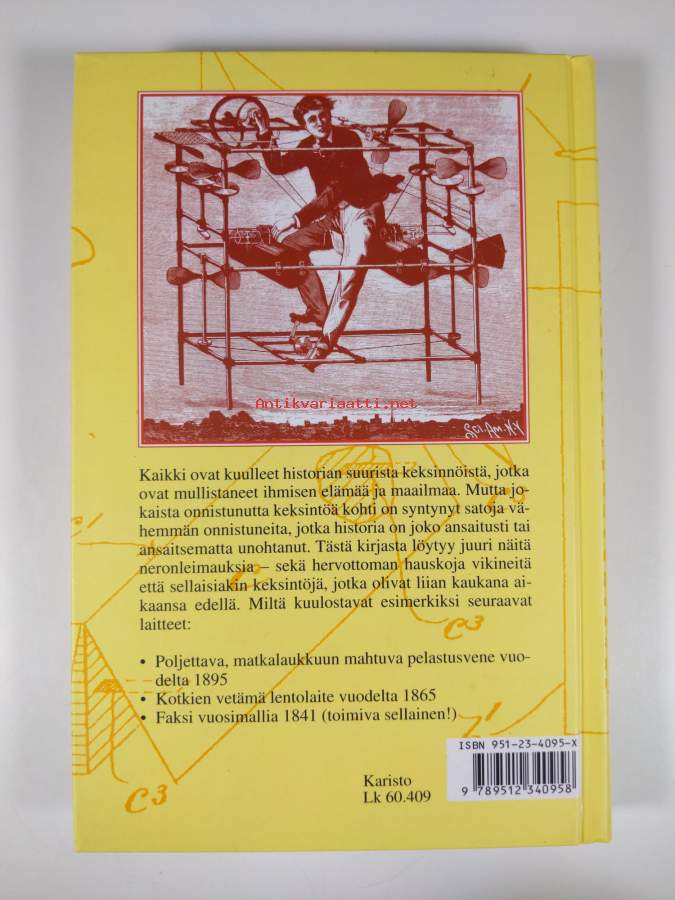 Antikvariaatti.net
Sci. Am. N.Y.
Kaikki ovat kuulleet historian suurista keksinnöistä, jotka
ovat mullistaneet ihmisen elämää ja maailmaa. Mutta jo-
kaista onnistunutta keksintöä kohti on syntynyt satoja vä-
hemmän onnistuneita, jotka historia on joko ansaitusti tai
ansaitsematta unohtanut. Tästä kirjasta löytyy juuri näitä
neronleimauksia – sekä hervottoman hauskoja vikineitä
että sellaisiakin keksintöjä, jotka olivat liian kaukana ai-
kaansa edellä. Miltä kuulostavat esimerkiksi seuraavat
laitteet:
C3
• Poljettava, matkalaukkuun mahtuva pelastusvene vuo-
delta 1895
• Kotkien vetämä lentolaite vuodelta 1865
• Faksi vuosimallia 1841 (toimiva sellainen!)
C3
ISBN 951-23-4095-X
9 789512 340958
Karisto
Lk 60.409